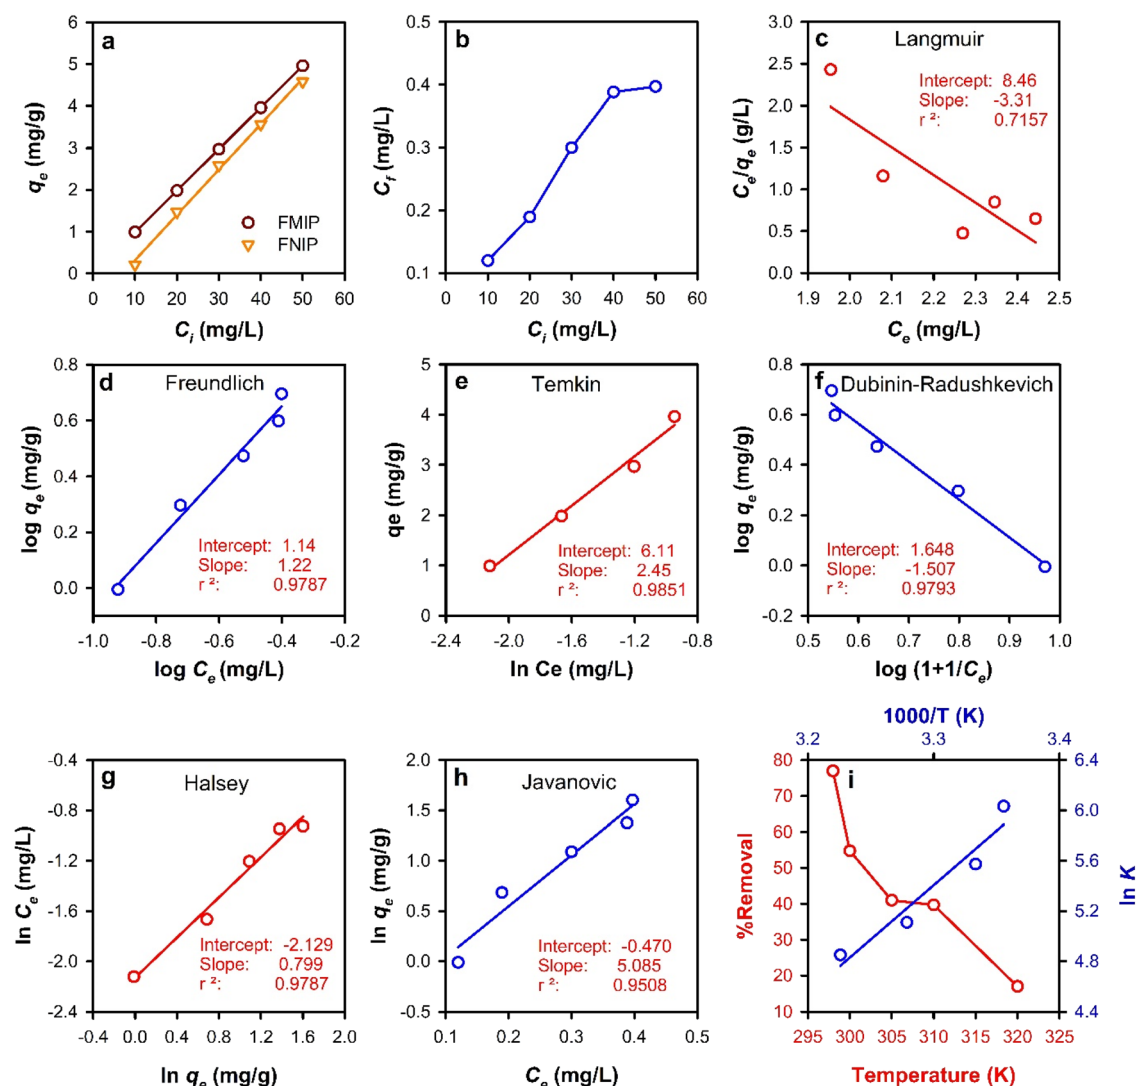 a
q_e (mg/g)
6
5
4
3
2
1
0
FMIP
FNIP
0 10 20 30 40 50 60
C_i (mg/L)
b
C_f (mg/L)
0.4
0.3
0.2
0.1
0 10 20 30 40 50 60
C_i (mg/L)
c Langmuir
C_e/q_e (g/L)
3.0
2.5
2.0
1.5
1.0
0.5
0.0
Intercept: 8.46
Slope: -3.31
r ²: 0.7157
1.9 2.0 2.1 2.2 2.3 2.4 2.5
C_e (mg/L)
d Freundlich
log q_e (mg/g)
0.8
0.6
0.4
0.2
0.0
Intercept: 1.14
Slope: 1.22
r ²: 0.9787
-1.0 -0.8 -0.6 -0.4 -0.2
log C_e (mg/L)
e Temkin
qe (mg/g)
5
4
3
2
1
0
Intercept: 6.11
Slope: 2.45
r ²: 0.9851
-2.4 -2.0 -1.6 -1.2 -0.8
ln Ce (mg/L)
f Dubinin-Radushkevich
log q_e (mg/g)
0.8
0.6
0.4
0.2
0.0
-0.2
Intercept: 1.648
Slope: -1.507
r ²: 0.9793
0.5 0.6 0.7 0.8 0.9 1.0
log (1+1/C_e)
g Halsey
ln C_e (mg/L)
-0.4
-0.8
-1.2
-1.6
-2.0
-2.4
Intercept: -2.129
Slope: 0.799
r ²: 0.9787
0.0 0.4 0.8 1.2 1.6 2.0
ln q_e (mg/g)
h Javanovic
ln q_e (mg/g)
2.0
1.5
1.0
0.5
0.0
-0.5
Intercept: -0.470
Slope: 5.085
r ²: 0.9508
0.1 0.2 0.3 0.4 0.5
C_e (mg/L)
1000/T (K)
3.2 3.3 3.4
i
%Removal
80
70
60
50
40
30
20
10
6.4
6.0
5.6
5.2
4.8
4.4
ln K
295 300 305 310 315 320 325
Temperature (K)